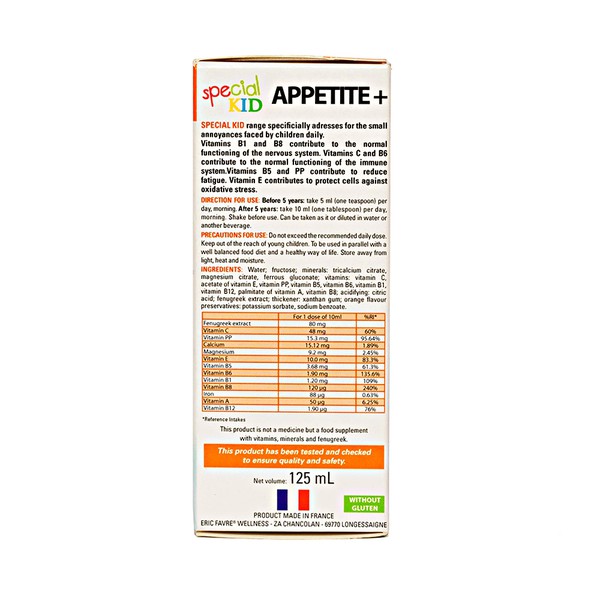 special
KID
APPETITE +
SPECIAL KID range specificially adresses for the small
annoyances faced by children daily.
Vitamins B1 and B8 contribute to the normal
functioning of the nervous system. Vitamins C and B6
contribute to the normal functioning of the immune
system.Vitamins B5 and PP contribute to reduce
fatigue. Vitamin E contributes to protect cells against
oxidative stress.
DIRECTION FOR USE: Before 5 years: take 5 ml (one teaspoon) per
day, morning. After 5 years: take 10 ml (one tablespoon) per day,
morning. Shake before use. Can be taken as it or diluted in water or
another beverage.
PRECAUTIONS FOR USE: Do not exceed the recommended daily dose.
Keep out of the reach of young children. To be used in parallel with a
well balanced food diet and a healthy way of life. Store away from
light, heat and moisture.
INGREDIENTS: Water; fructose; minerals: tricalcium citrate,
magnesium citrate, ferrous gluconate; vitamins: vitamin C,
acetate of vitamin E, vitamin PP, vitamin B5, vitamin B6, vitamin B1,
vitamin B12, palmitate of vitamin A, vitamin B8; acidifying; citric
acid; fenugreek extract; thickener: xanthan gum; orange flavour
preservatives: potassium sorbate, sodium benzoate.
For 1 dose of 10ml %RI*
Fenugreek extract 80 mg
Vitamin C 48 mg 60%
Vitamin PP 15.3 mg 95.64%
Calcium 15.12 mg 1.89%
Magnesium 9.2 mg 2.45%
Vitamin E 10.0 mg 83.3%
Vitamin B5 3.68 mg 61.3%
Vitamin B6 1.90 mg 135.6%
Vitamin B1 1.20 mg 109%
Vitamin B8 120 µg 240%
Iron 88 µg 0.63%
Vitamin A 50 µg 6.25%
Vitamin B12 1.90 µg 76%
*Reference Intakes
This product is not a medicine but a food supplement
with vitamins, minerals and fenugreek.
This product has been tested and checked
to ensure quality and safety.
Net volume: 125 mL
WITHOUT
GLUTEN
PRODUCT MADE IN FRANCE
ERIC FAVRE® WELLNESS - ZA CHANCOLAN - 69770 LONGESSAIGNE